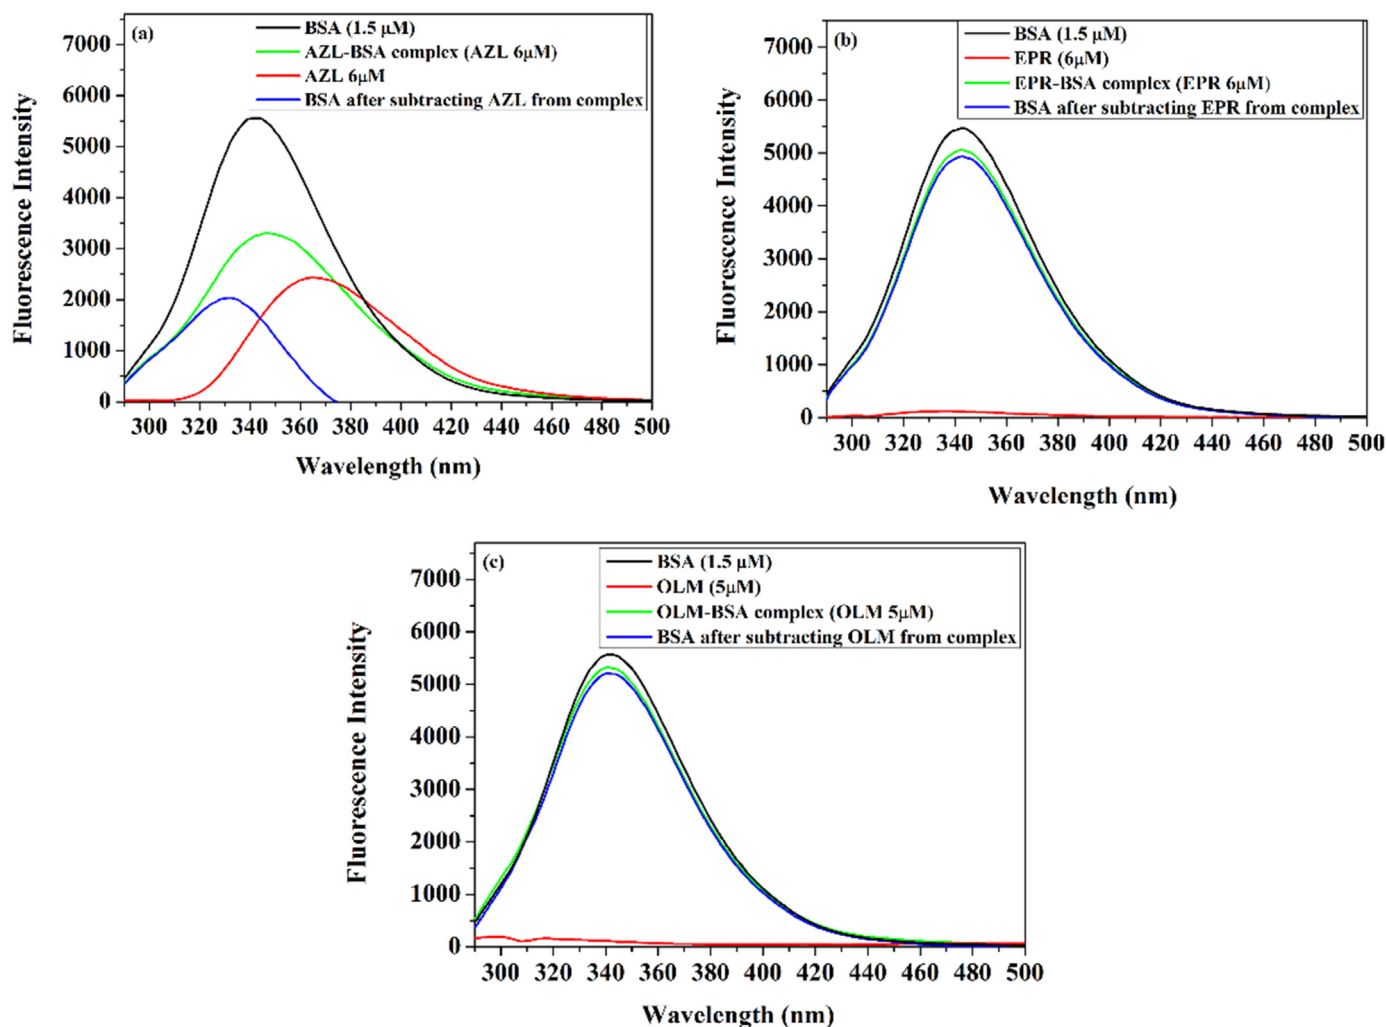 (a)
BSA (1.5 μM)
AZL-BSA complex (AZL 6μM)
AZL 6μM
BSA after subtracting AZL from complex
7000
6000
5000
4000
3000
2000
1000
0
Fluorescence Intensity
300 320 340 360 380 400 420 440 460 480 500
Wavelength (nm)
(b)
BSA (1.5 μM)
EPR (6μM)
EPR-BSA complex (EPR 6μM)
BSA after subtracting EPR from complex
7000
6000
5000
4000
3000
2000
1000
0
Fluorescence Intensity
300 320 340 360 380 400 420 440 460 480 500
Wavelength (nm)
(c)
BSA (1.5 μM)
OLM (5μM)
OLM-BSA complex (OLM 5μM)
BSA after subtracting OLM from complex
7000
6000
5000
4000
3000
2000
1000
0
Fluorescence Intensity
300 320 340 360 380 400 420 440 460 480 500
Wavelength (nm)